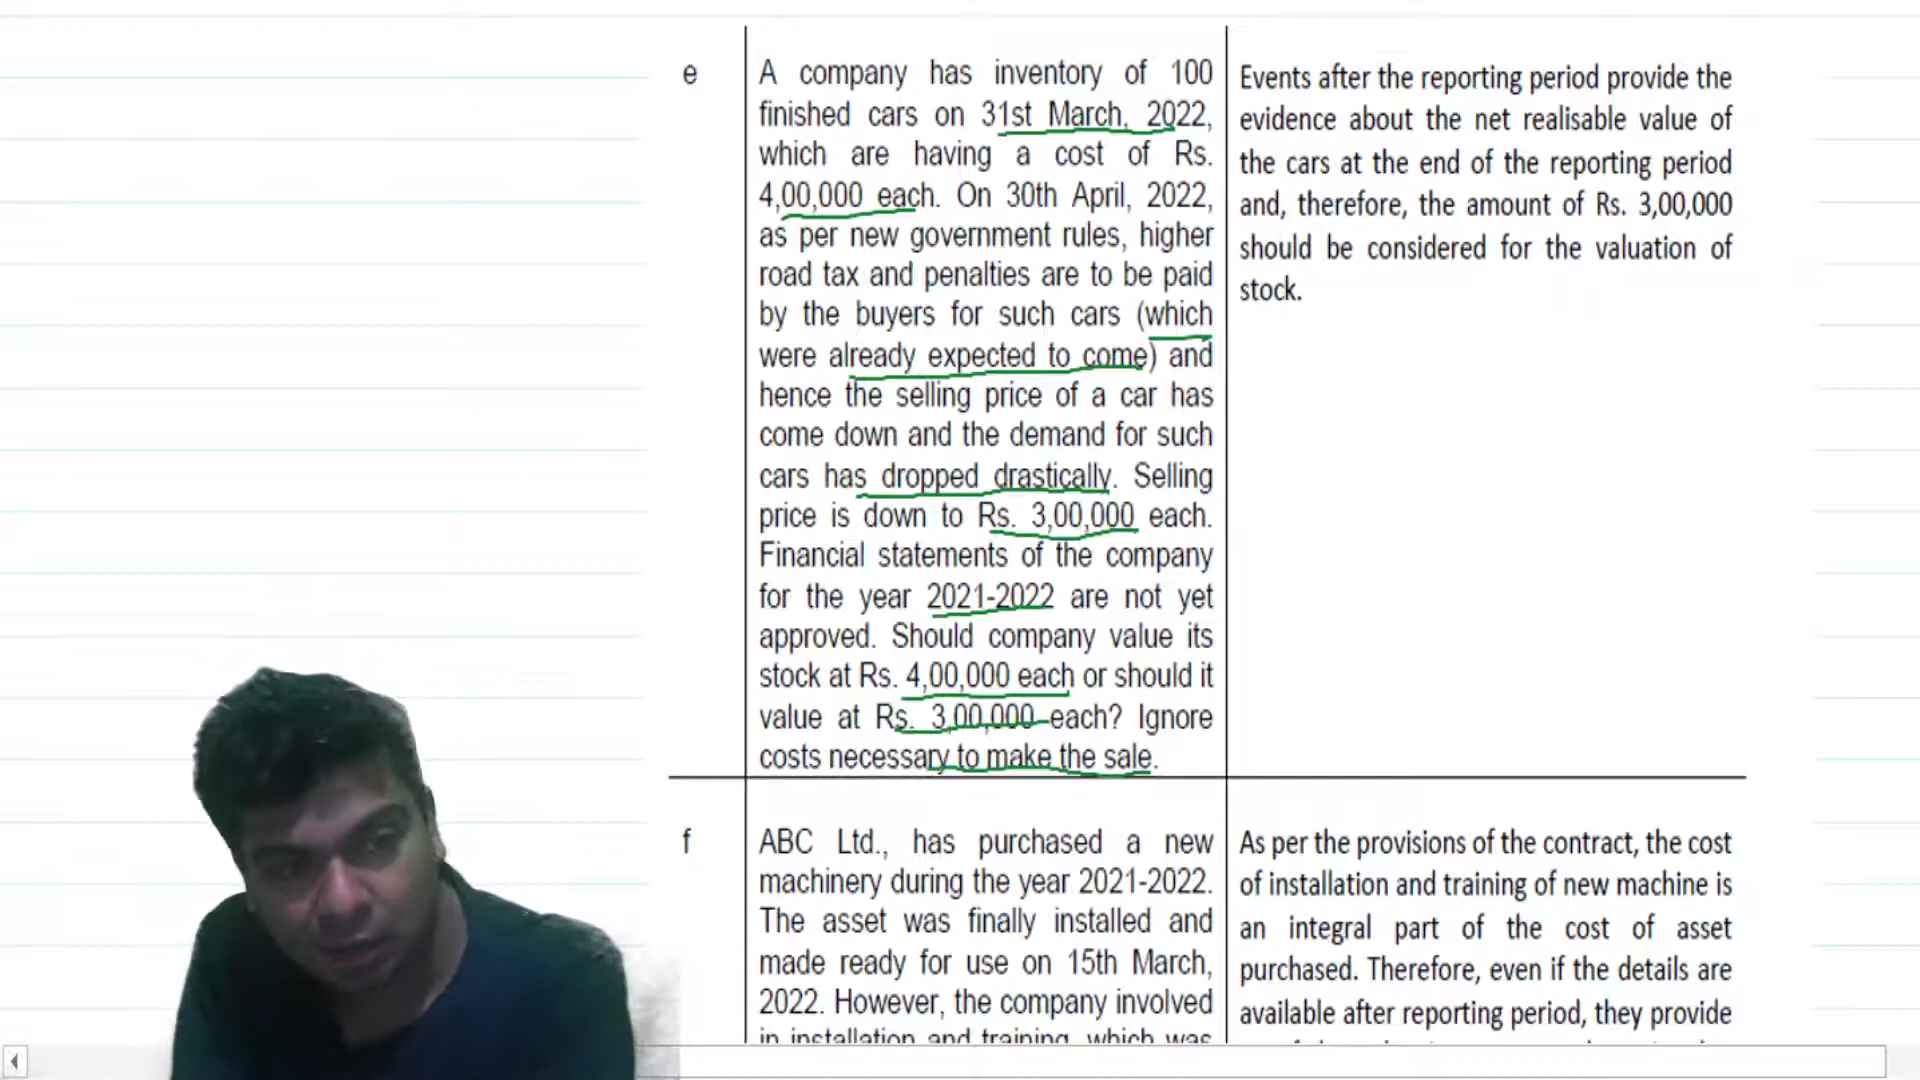 e
A company has inventory of 100
finished cars on 31st March, 2022,
which are having a cost of Rs.
4,00,000 each. On 30th April, 2022,
as per new government rules, higher
road tax and penalties are to be paid
by the buyers for such cars (which
were already expected to come) and
hence the selling price of a car has
come down and the demand for such
cars has dropped drastically. Selling
price is down to Rs. 3,00,000 each.
Financial statements of the company
for the year 2021-2022 are not yet
approved. Should company value its
stock at Rs. 4,00,000 each or should it
value at Rs. 3,00,000 each? Ignore
costs necessary to make the sale.
Events after the reporting period provide the
evidence about the net realisable value of
the cars at the end of the reporting period
and, therefore, the amount of Rs. 3,00,000
should be considered for the valuation of
stock.
f
ABC Ltd., has purchased a new
machinery during the year 2021-2022.
The asset was finally installed and
made ready for use on 15th March,
2022. However, the company involved
in installation and training, which was
As per the provisions of the contract, the cost
of installation and training of new machine is
an integral part of the cost of asset
purchased. Therefore, even if the details are
available after reporting period, they provide